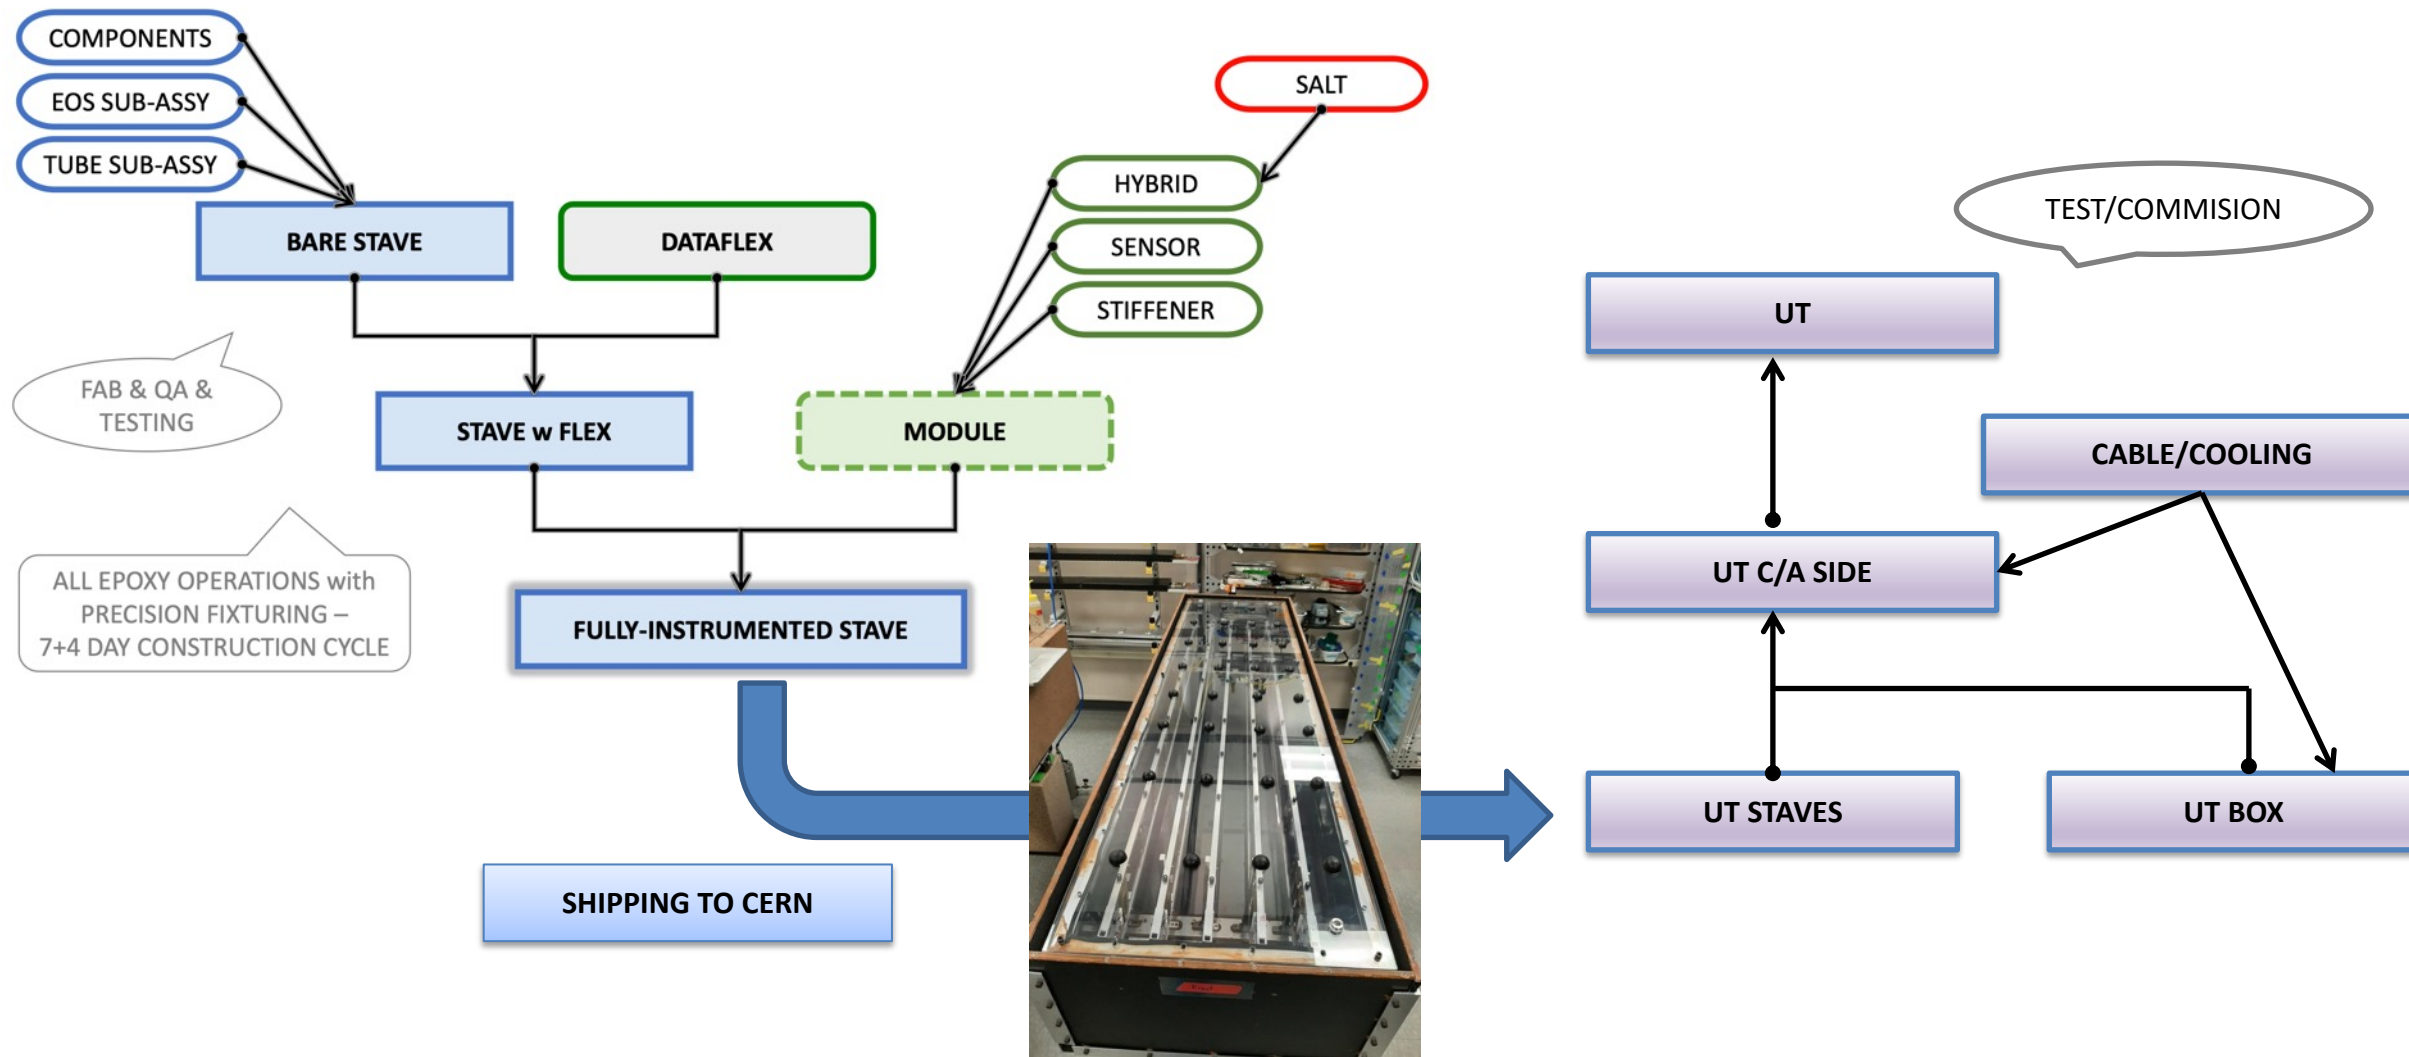 COMPONENTS
EOS SUB-ASSY
TUBE SUB-ASSY
BARE STAVE
DATAFLEX
SALT
HYBRID
SENSOR
STIFFENER
FAB & QA &
TESTING
STAVE w FLEX
MODULE
ALL EPOXY OPERATIONS with
PRECISION FIXTURING –
7+4 DAY CONSTRUCTION CYCLE
FULLY-INSTRUMENTED STAVE
SHIPPING TO CERN
TEST/COMMISION
UT
CABLE/COOLING
UT C/A SIDE
UT STAVES
UT BOX